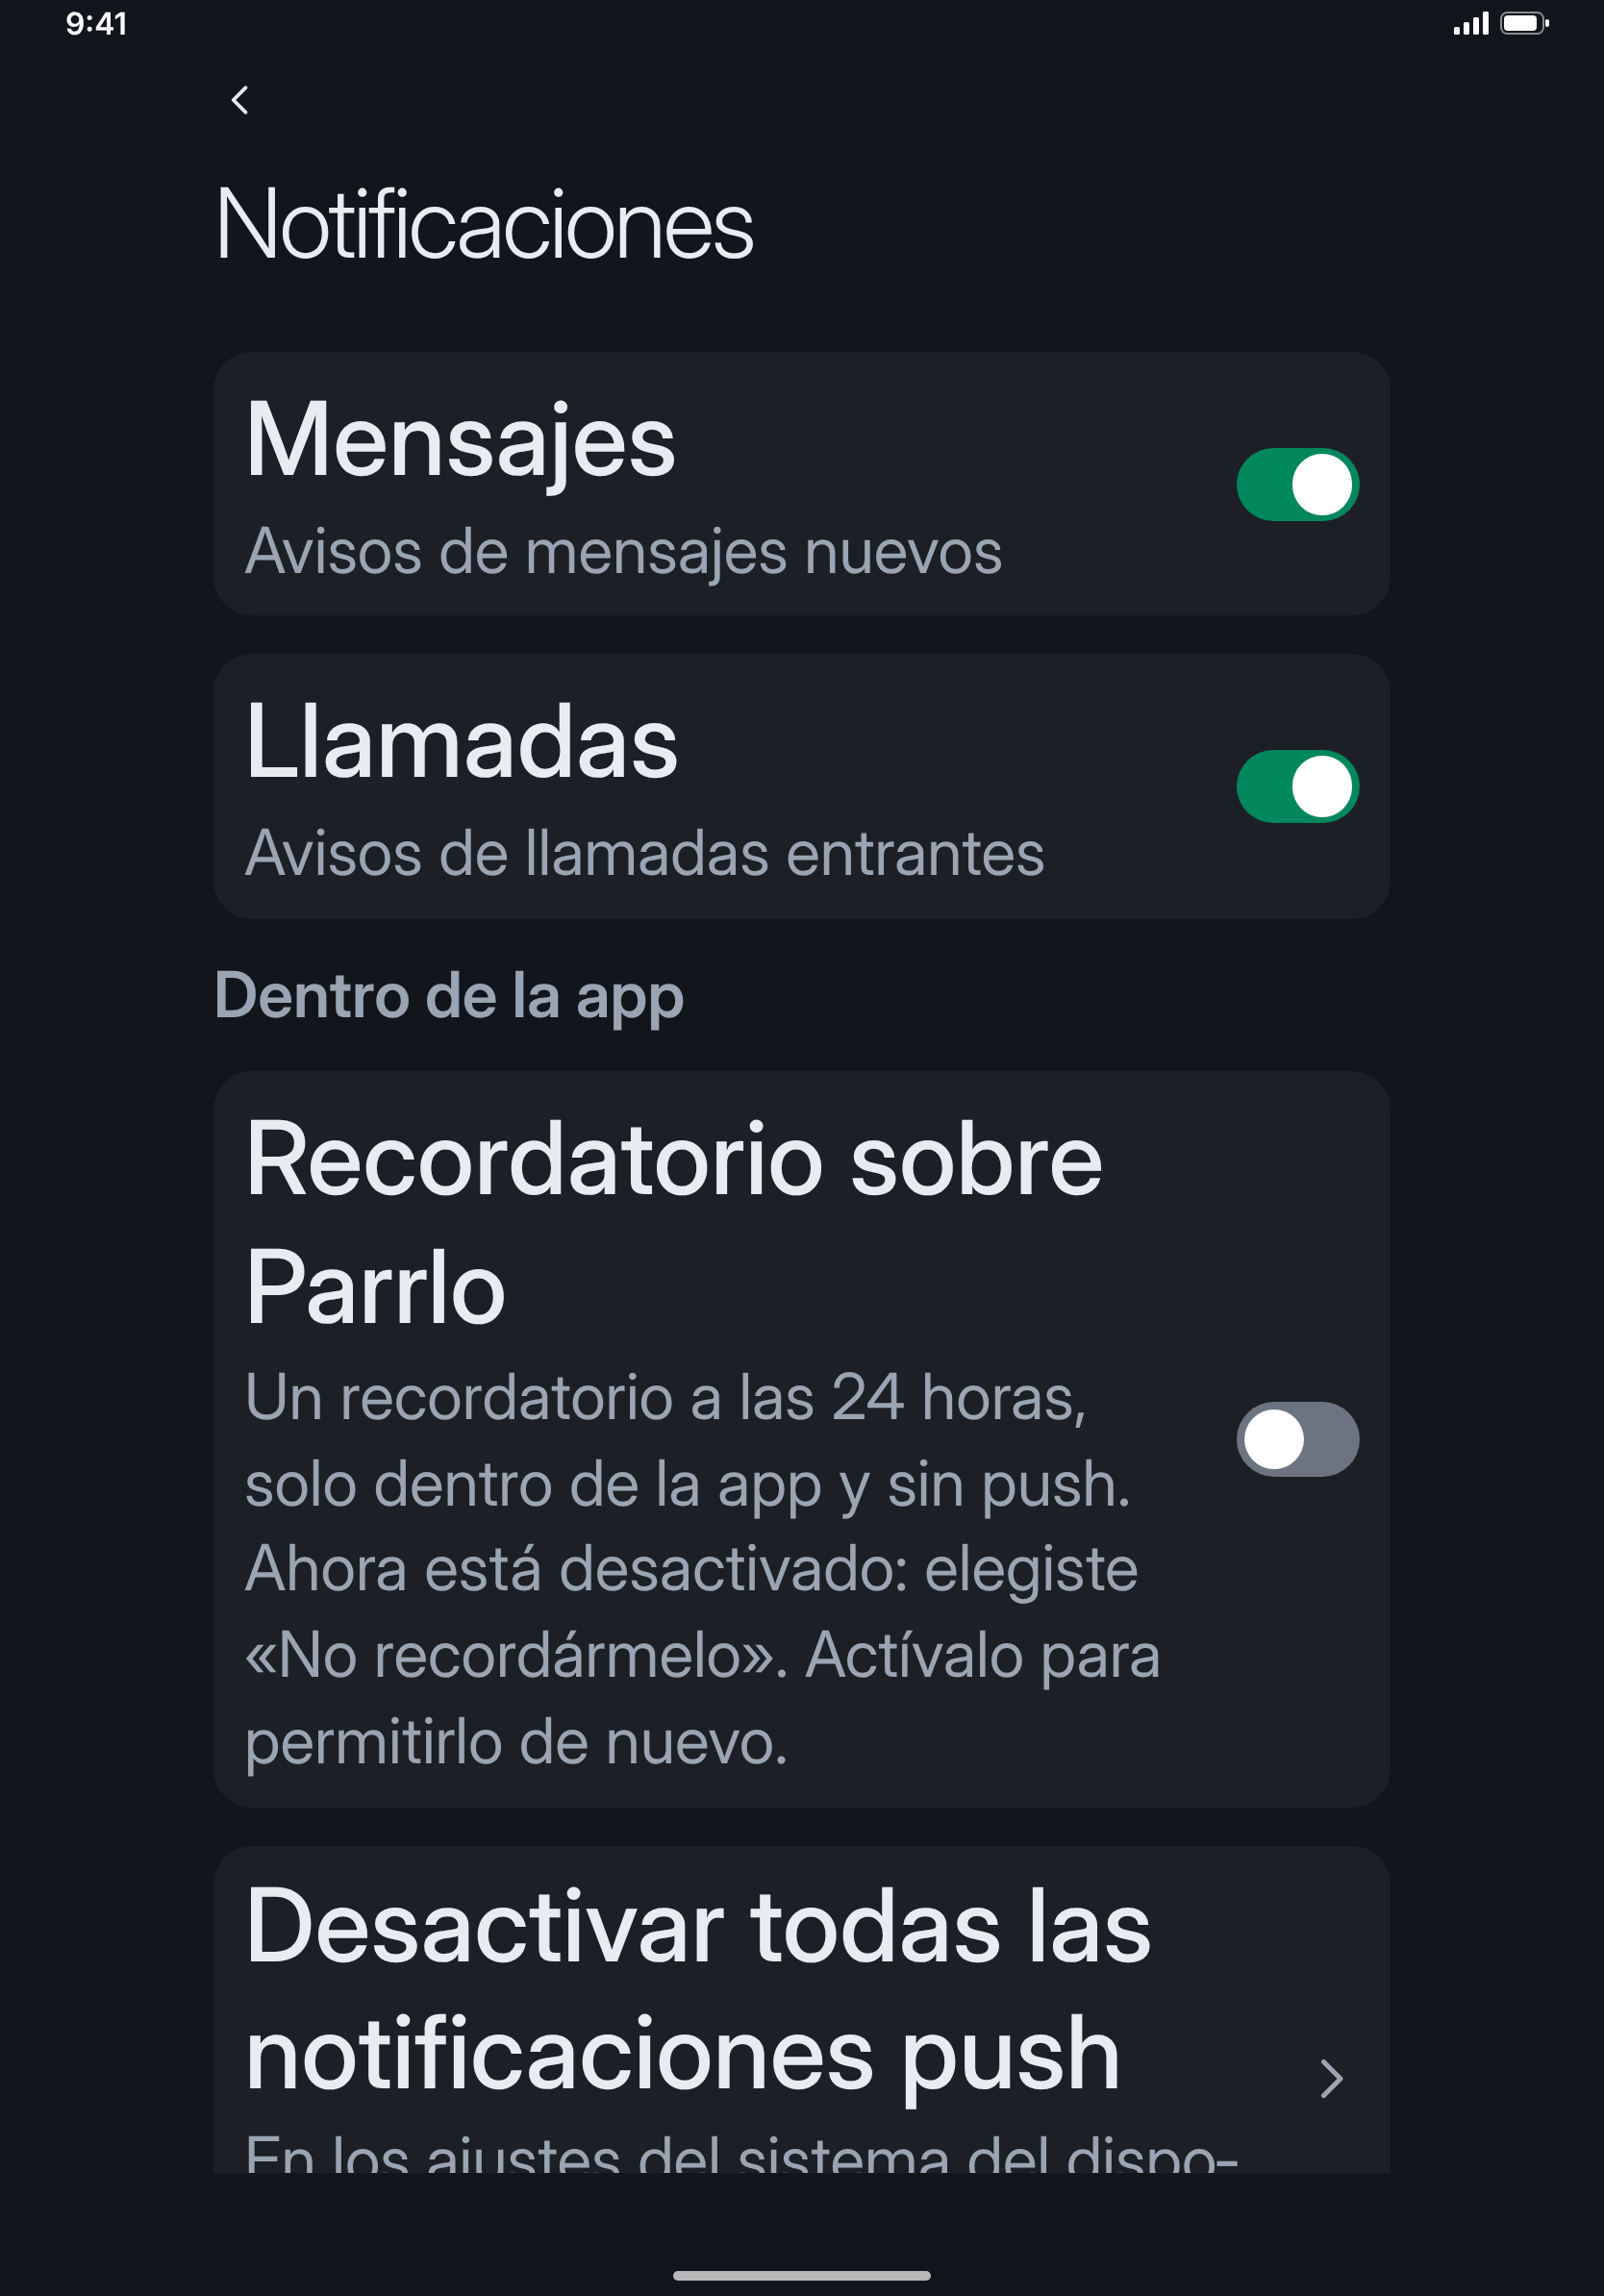 9:41
Notificaciones
Mensajes
Avisos de mensajes nuevos
Llamadas
Avisos de llamadas entrantes
Dentro de la app
Recordatorio sobre
Parrlo
Un recordatorio a las 24 horas,
solo dentro de la app y sin push.
Ahora está desactivado: elegiste
«No recordármelo». Actívalo para
permitirlo de nuevo.
Desactivar todas las
notificaciones push
En los ajustes del sistema del dispo-